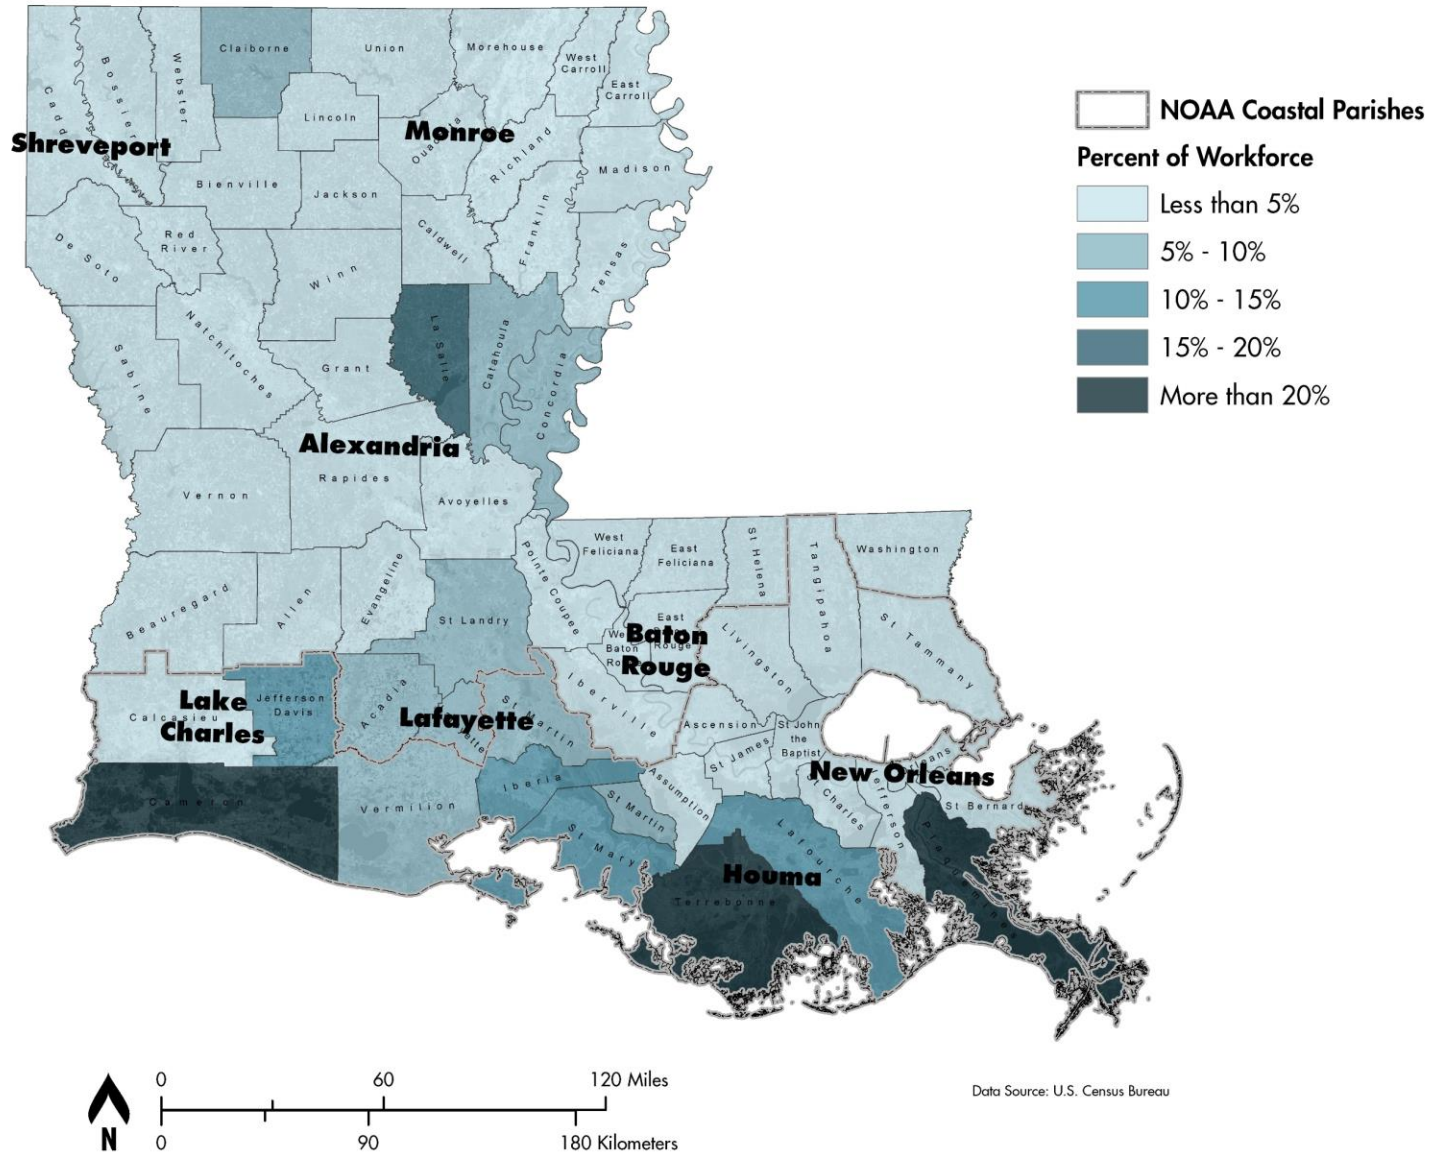 Claiborne
Union
Morehouse
West
Carroll
East
Carroll
Webster
Bossier
Lincoln
Shreveport
Monroe
Richland
Madison
Bienville
Jackson
Franklin
Caldwell
Tensas
De Soto
Red
River
Winn
Natchitoches
Sabine
Grant
La Salle
Catahoula
Concordia
Alexandria
Rapides
Vernon
Avoyelles
West
Feliciana
East
Feliciana
St Helena
Tangipahoa
Washington
Beauregard
Allen
Evangeline
Pointe Coupee
St Landry
East
Baton
Rouge
Baton
Livingston
St Tammany
Lake
Charles
Calcasieu
Jefferson
Davis
Acadia
Lafayette
St Martin
Iberville
Ascension
St John
the
Baptist
St James
New Orleans
Cameron
Vermilion
Iberia
St Martin
Assumption
St Charles
Jefferson
St Bernard
St Mary
Lafourche
Plaquemines
Houma
Terrebonne
NOAA Coastal Parishes
Percent of Workforce
Less than 5%
5% - 10%
10% - 15%
15% - 20%
More than 20%
0 60 120 Miles
0 90 180 Kilometers
N
Data Source: U.S. Census Bureau